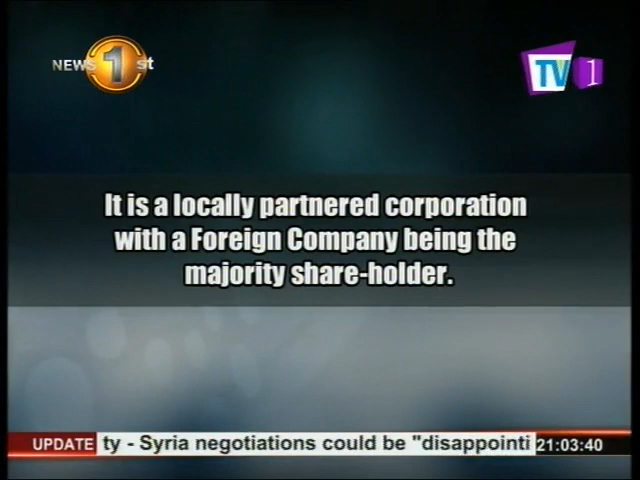 NEWS 1st
TV 1
It is a locally partnered corporation
with a Foreign Company being the
majority share-holder.
UPDATE ty - Syria negotiations could be "disappointi 21:03:40